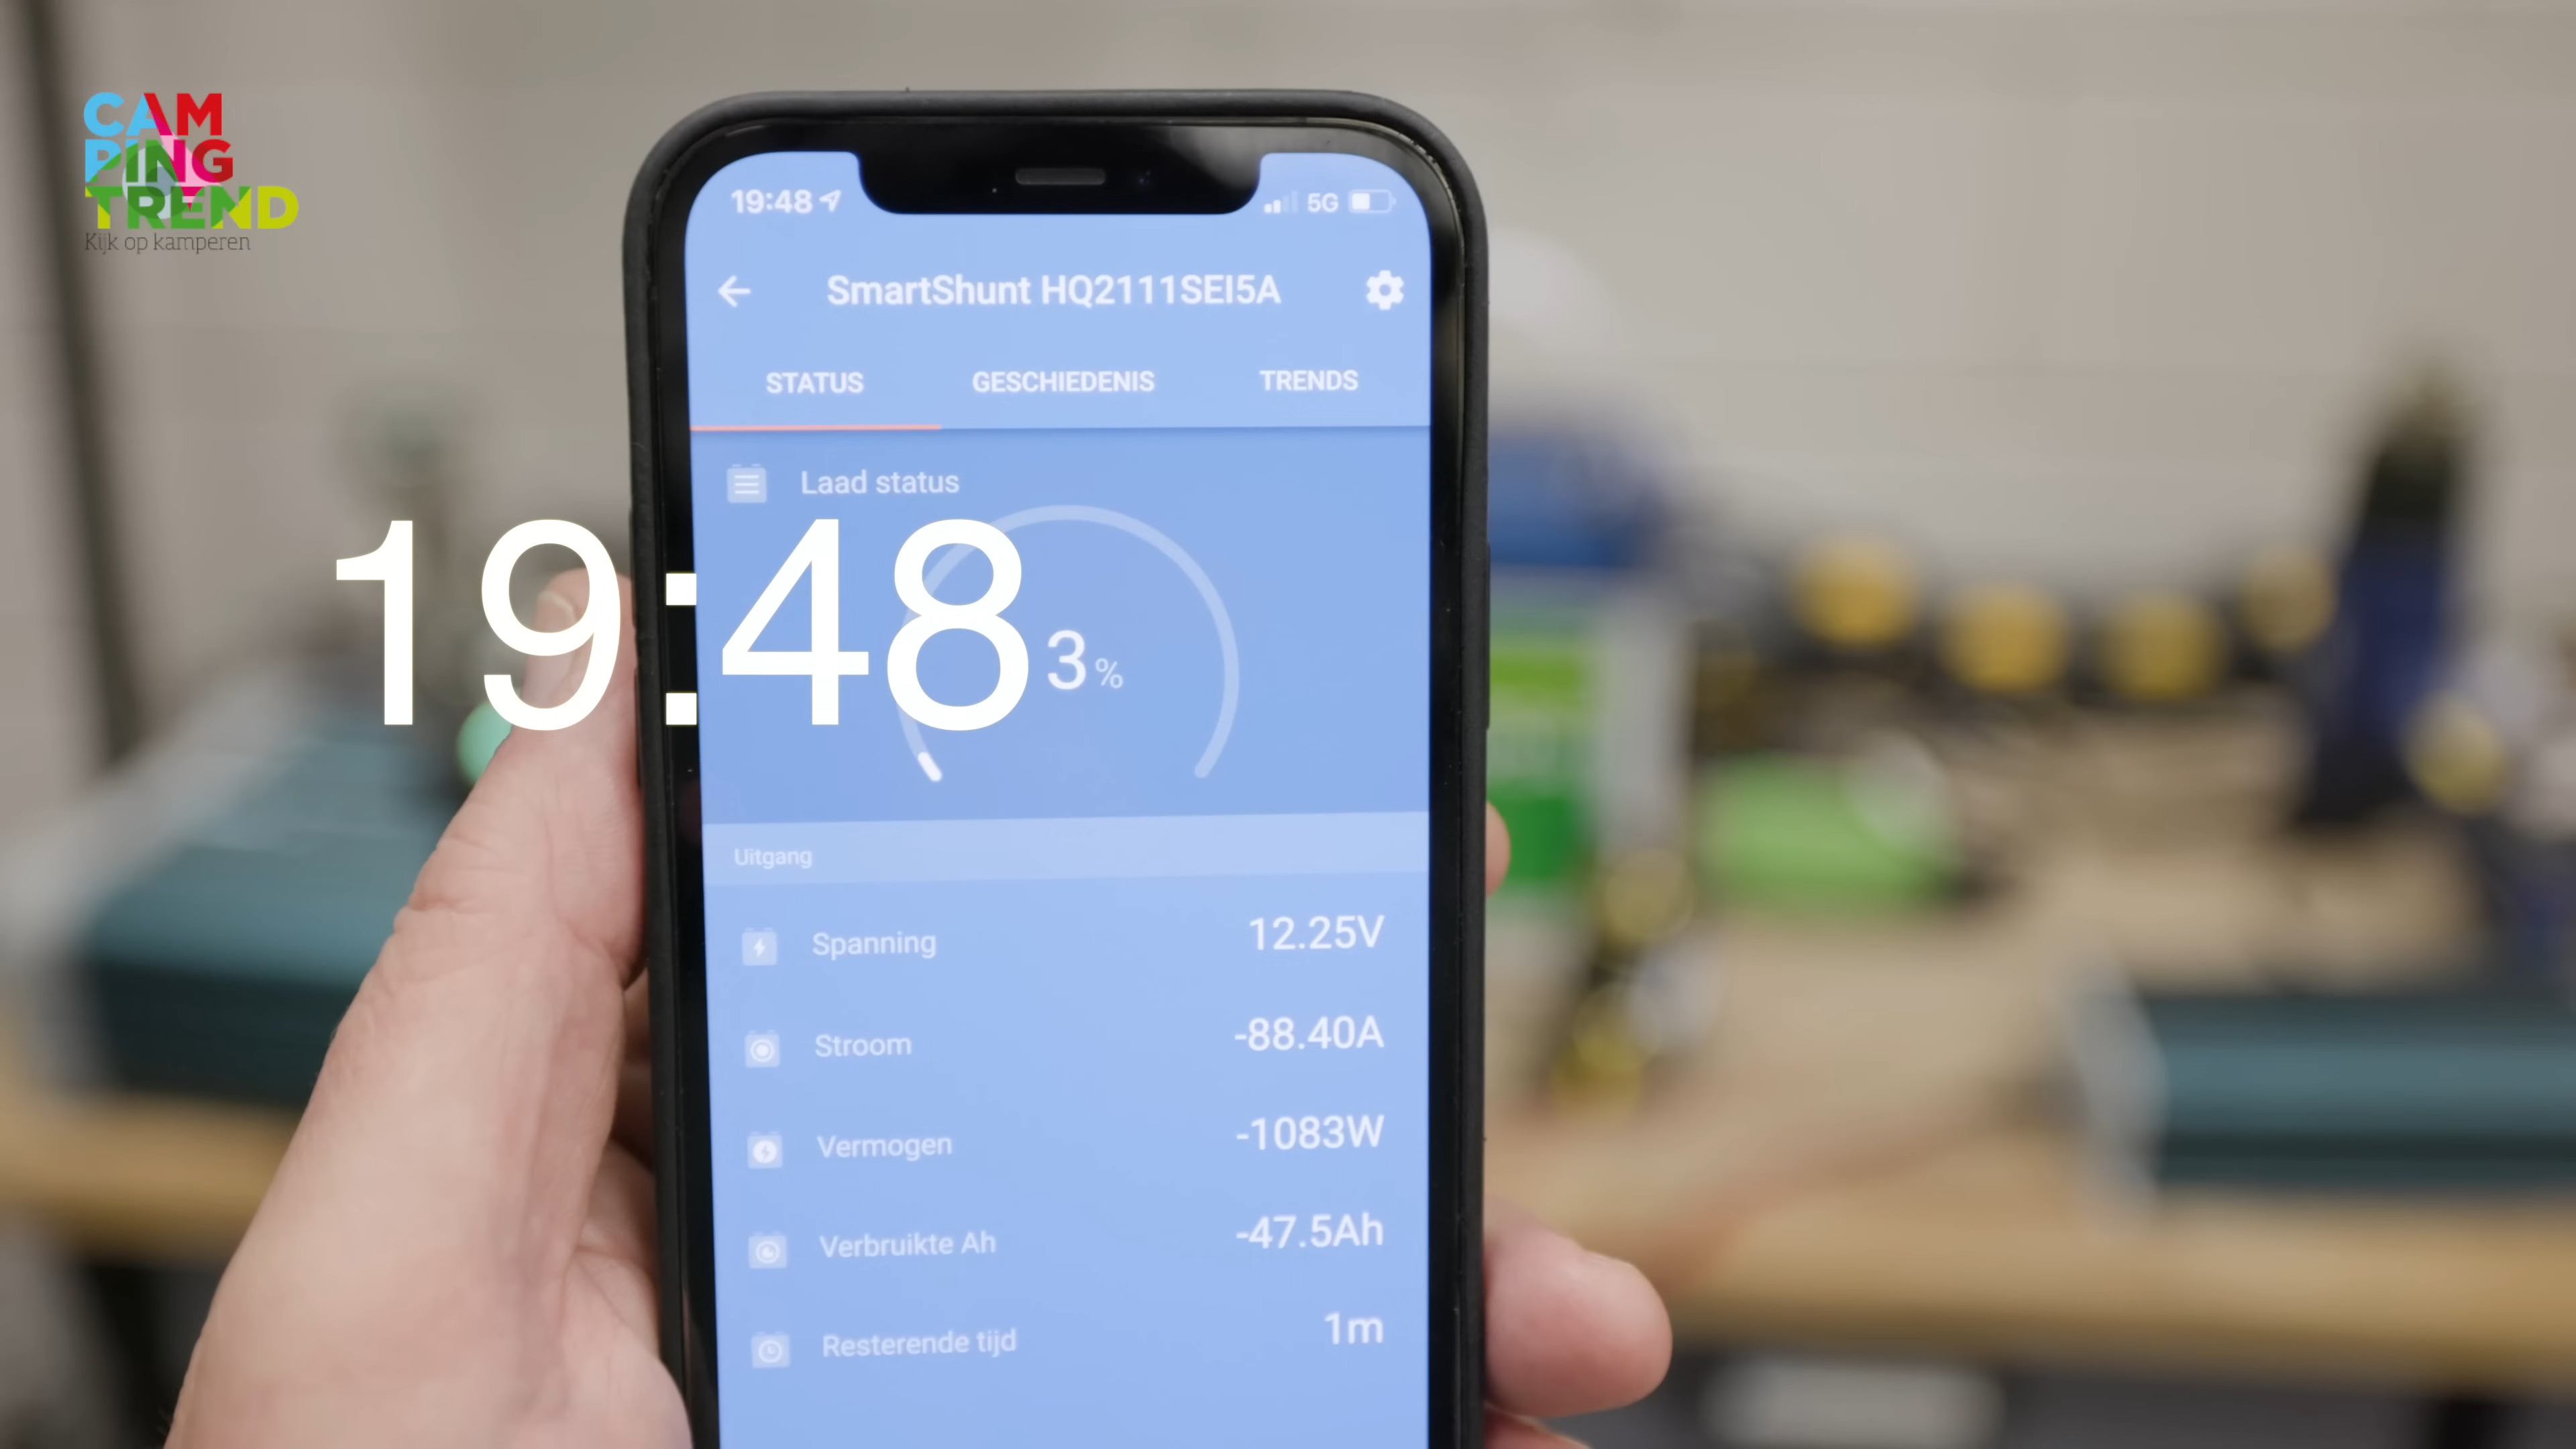 CAM
PING
TREND
Kijk op kamperen
19:48 5G
SmartShunt HQ2111SEI5A
STATUS GESCHIEDENIS TRENDS
Laad status
19:48
3%
Uitgang
Spanning 12.25V
Stroom -88.40A
Vermogen -1083W
Verbruikte Ah -47.5Ah
Resterende tijd 1m